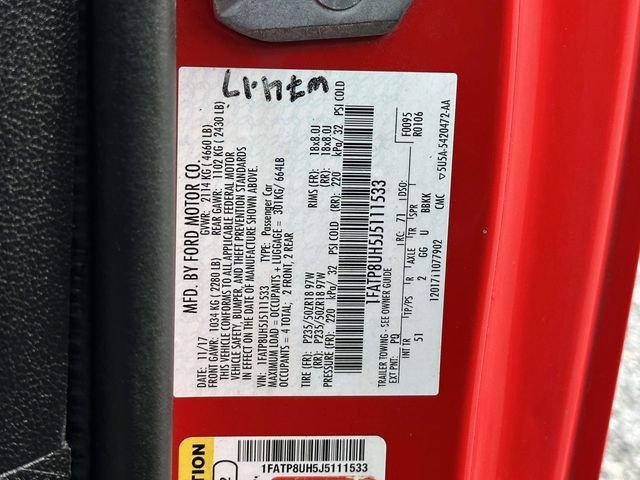 MFD. BY FORD MOTOR CO.
11/17 GVWR: 2114 KG ( 4660 LB)
FRONT GAWR: 1034 KG ( 2280 LB) REAR GAWR: 1102 KG ( 2430 LB)
THIS VEHICLE CONFORMS TO ALL APPLICABLE FEDERAL MOTOR
VEHICLE SAFETY, BUMPER, AND THEFT PREVENTION STANDARDS
IN EFFECT ON THE DATE OF MANUFACTURE SHOWN ABOVE.
VIN: 1FATP8UH5J5111533 TYPE: Passenger Car
MAXIMUM LOAD = OCCUPANTS + LUGGAGE = 301KG/ 664LB
OCCUPANTS = 4 TOTAL; 2 FRONT, 2 REAR
TIRE (FR): P235/50ZR18 97W RIMS (FR): 18x8.0J
(RR): P235/50ZR18 97W (RR): 18x8.0J
PRESSURE (FR): 220 kPa/ 32 PSI COLD (RR): 220 kPa/ 32 PSI COLD
1FATP8UH5J5111533
TRAILER TOWING - SEE OWNER GUIDE
F0095
R0106
EXT PNT: PQ RC: 71 DSO:
INT TR TP/PS R AXLE TR SPR
51 2 GG U BBKK
12017i1077902 CMC ▽5U5A-5420472-AA
1FATP8UH5J5111533